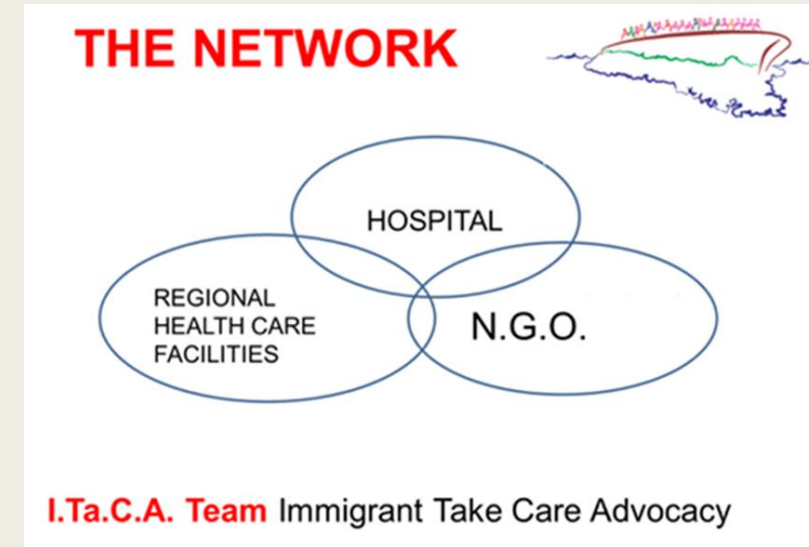 THE NETWORK
HOSPITAL
REGIONAL
HEALTH CARE
FACILITIES
N.G.O.
I.Ta.C.A. Team Immigrant Take Care Advocacy